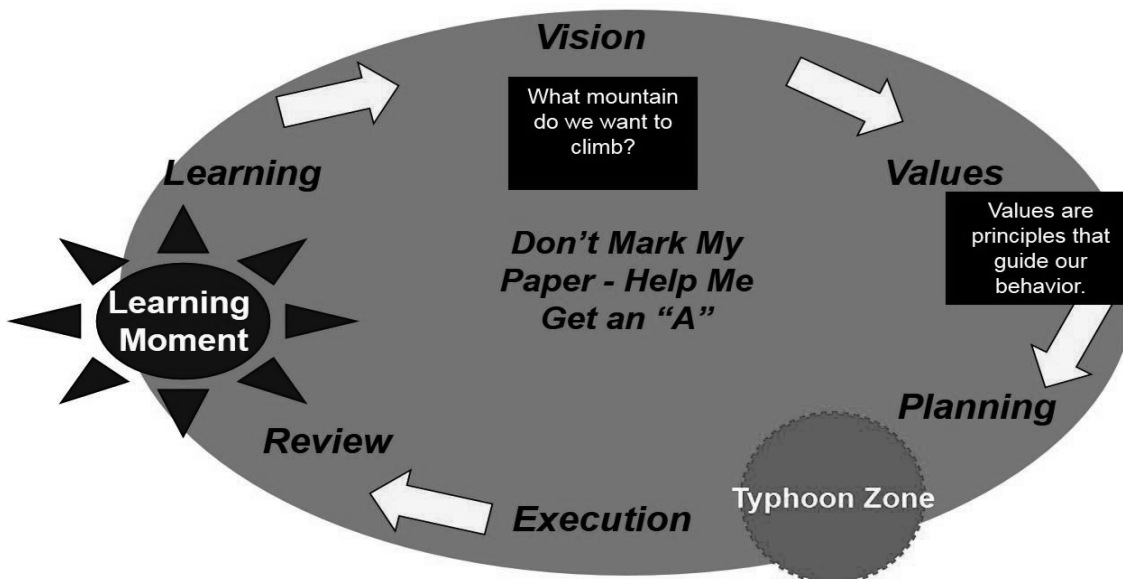 Vision
What mountain
do we want to
climb?
Learning
Values
Values are
principles that
guide our
behavior.
Don’t Mark My
Paper - Help Me
Get an “A”
Learning
Moment
Planning
Review
Typhoon Zone
Execution